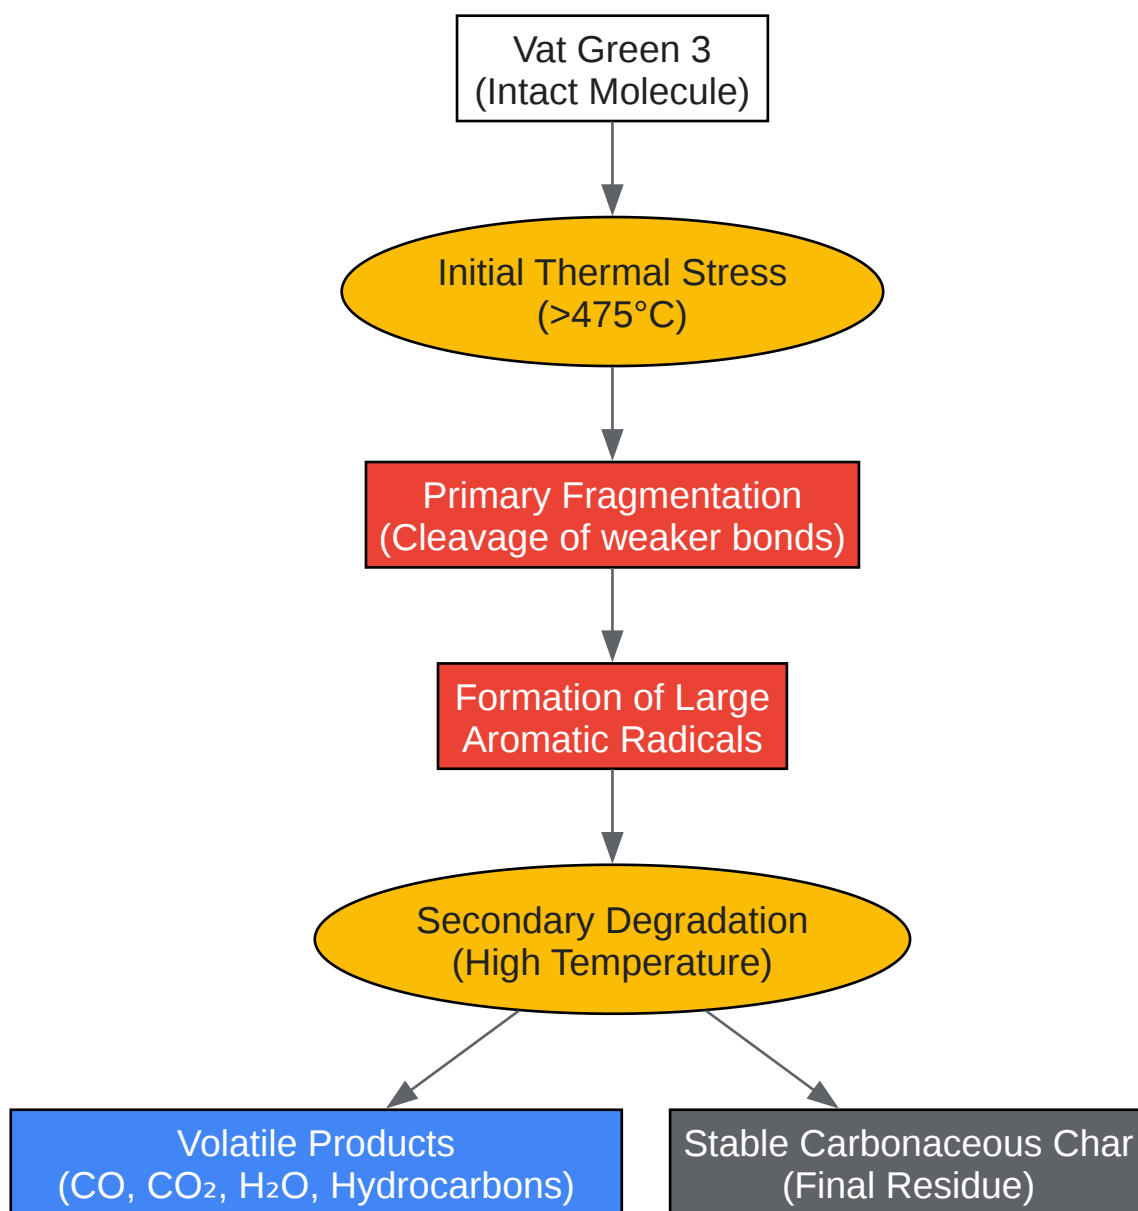 Vat Green 3
(Intact Molecule)
Initial Thermal Stress
(>475°C)
Primary Fragmentation
(Cleavage of weaker bonds)
Formation of Large
Aromatic Radicals
Secondary Degradation
(High Temperature)
Volatile Products
(CO, CO₂, H₂O, Hydrocarbons)
Stable Carbonaceous Char
(Final Residue)